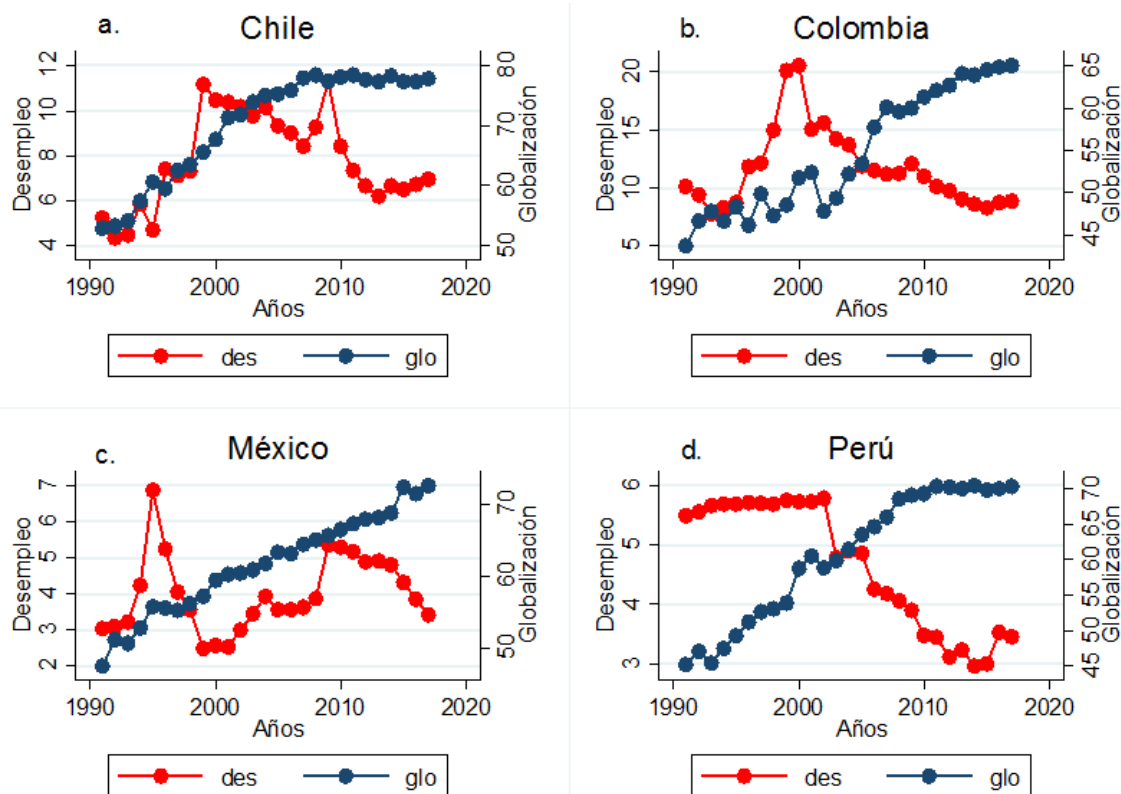 a. Chile
12
10
8
6
4
Desempleo
80
70
60
50
Globalización
1990 2000 2010 2020
Años
des glo
b. Colombia
20
15
10
5
Desempleo
65
60
55
50
45
Globalización
1990 2000 2010 2020
Años
des glo
c. México
7
6
5
4
3
2
Desempleo
70
60
50
Globalización
1990 2000 2010 2020
Años
des glo
d. Perú
6
5
4
3
Desempleo
70
65
60
55
50
45
Globalización
1990 2000 2010 2020
Años
des glo